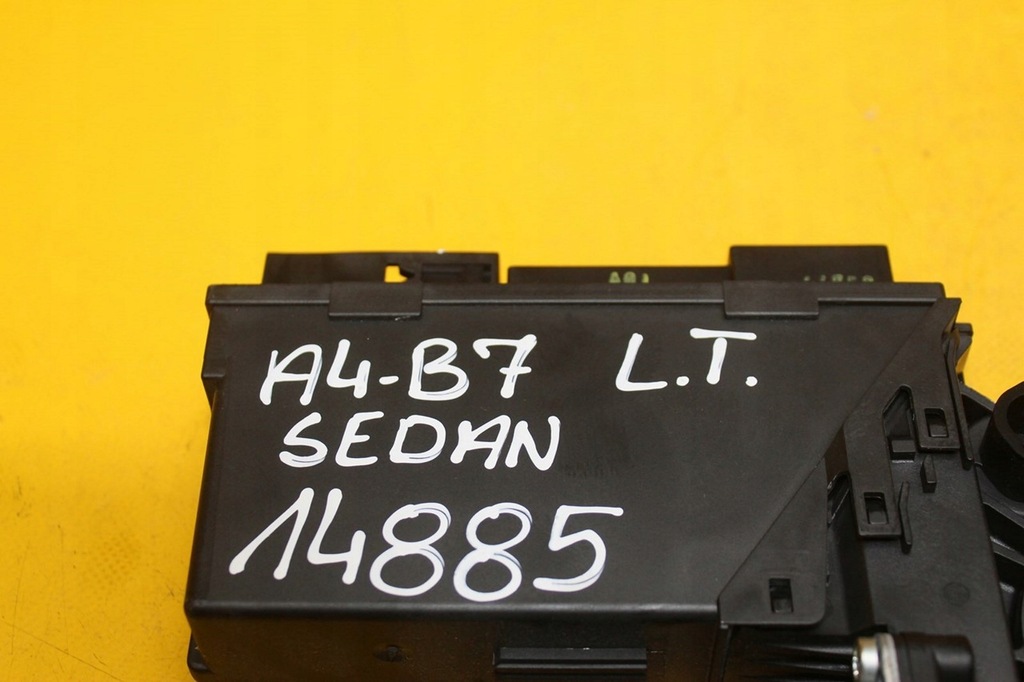 A4-B7 L.T.
SEDAN
14885